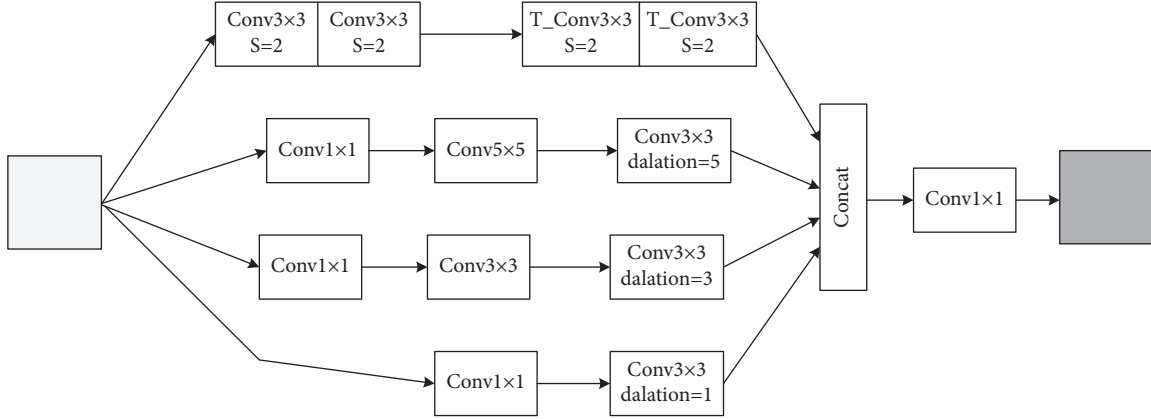 Conv3×3
S=2
Conv3×3
S=2
T_Conv3×3
S=2
T_Conv3×3
S=2
Conv1×1
Conv5×5
Conv3×3
dalation=5
Conv1×1
Conv3×3
Conv3×3
dalation=3
Conv1×1
Conv3×3
dalation=1
Concat
Conv1×1